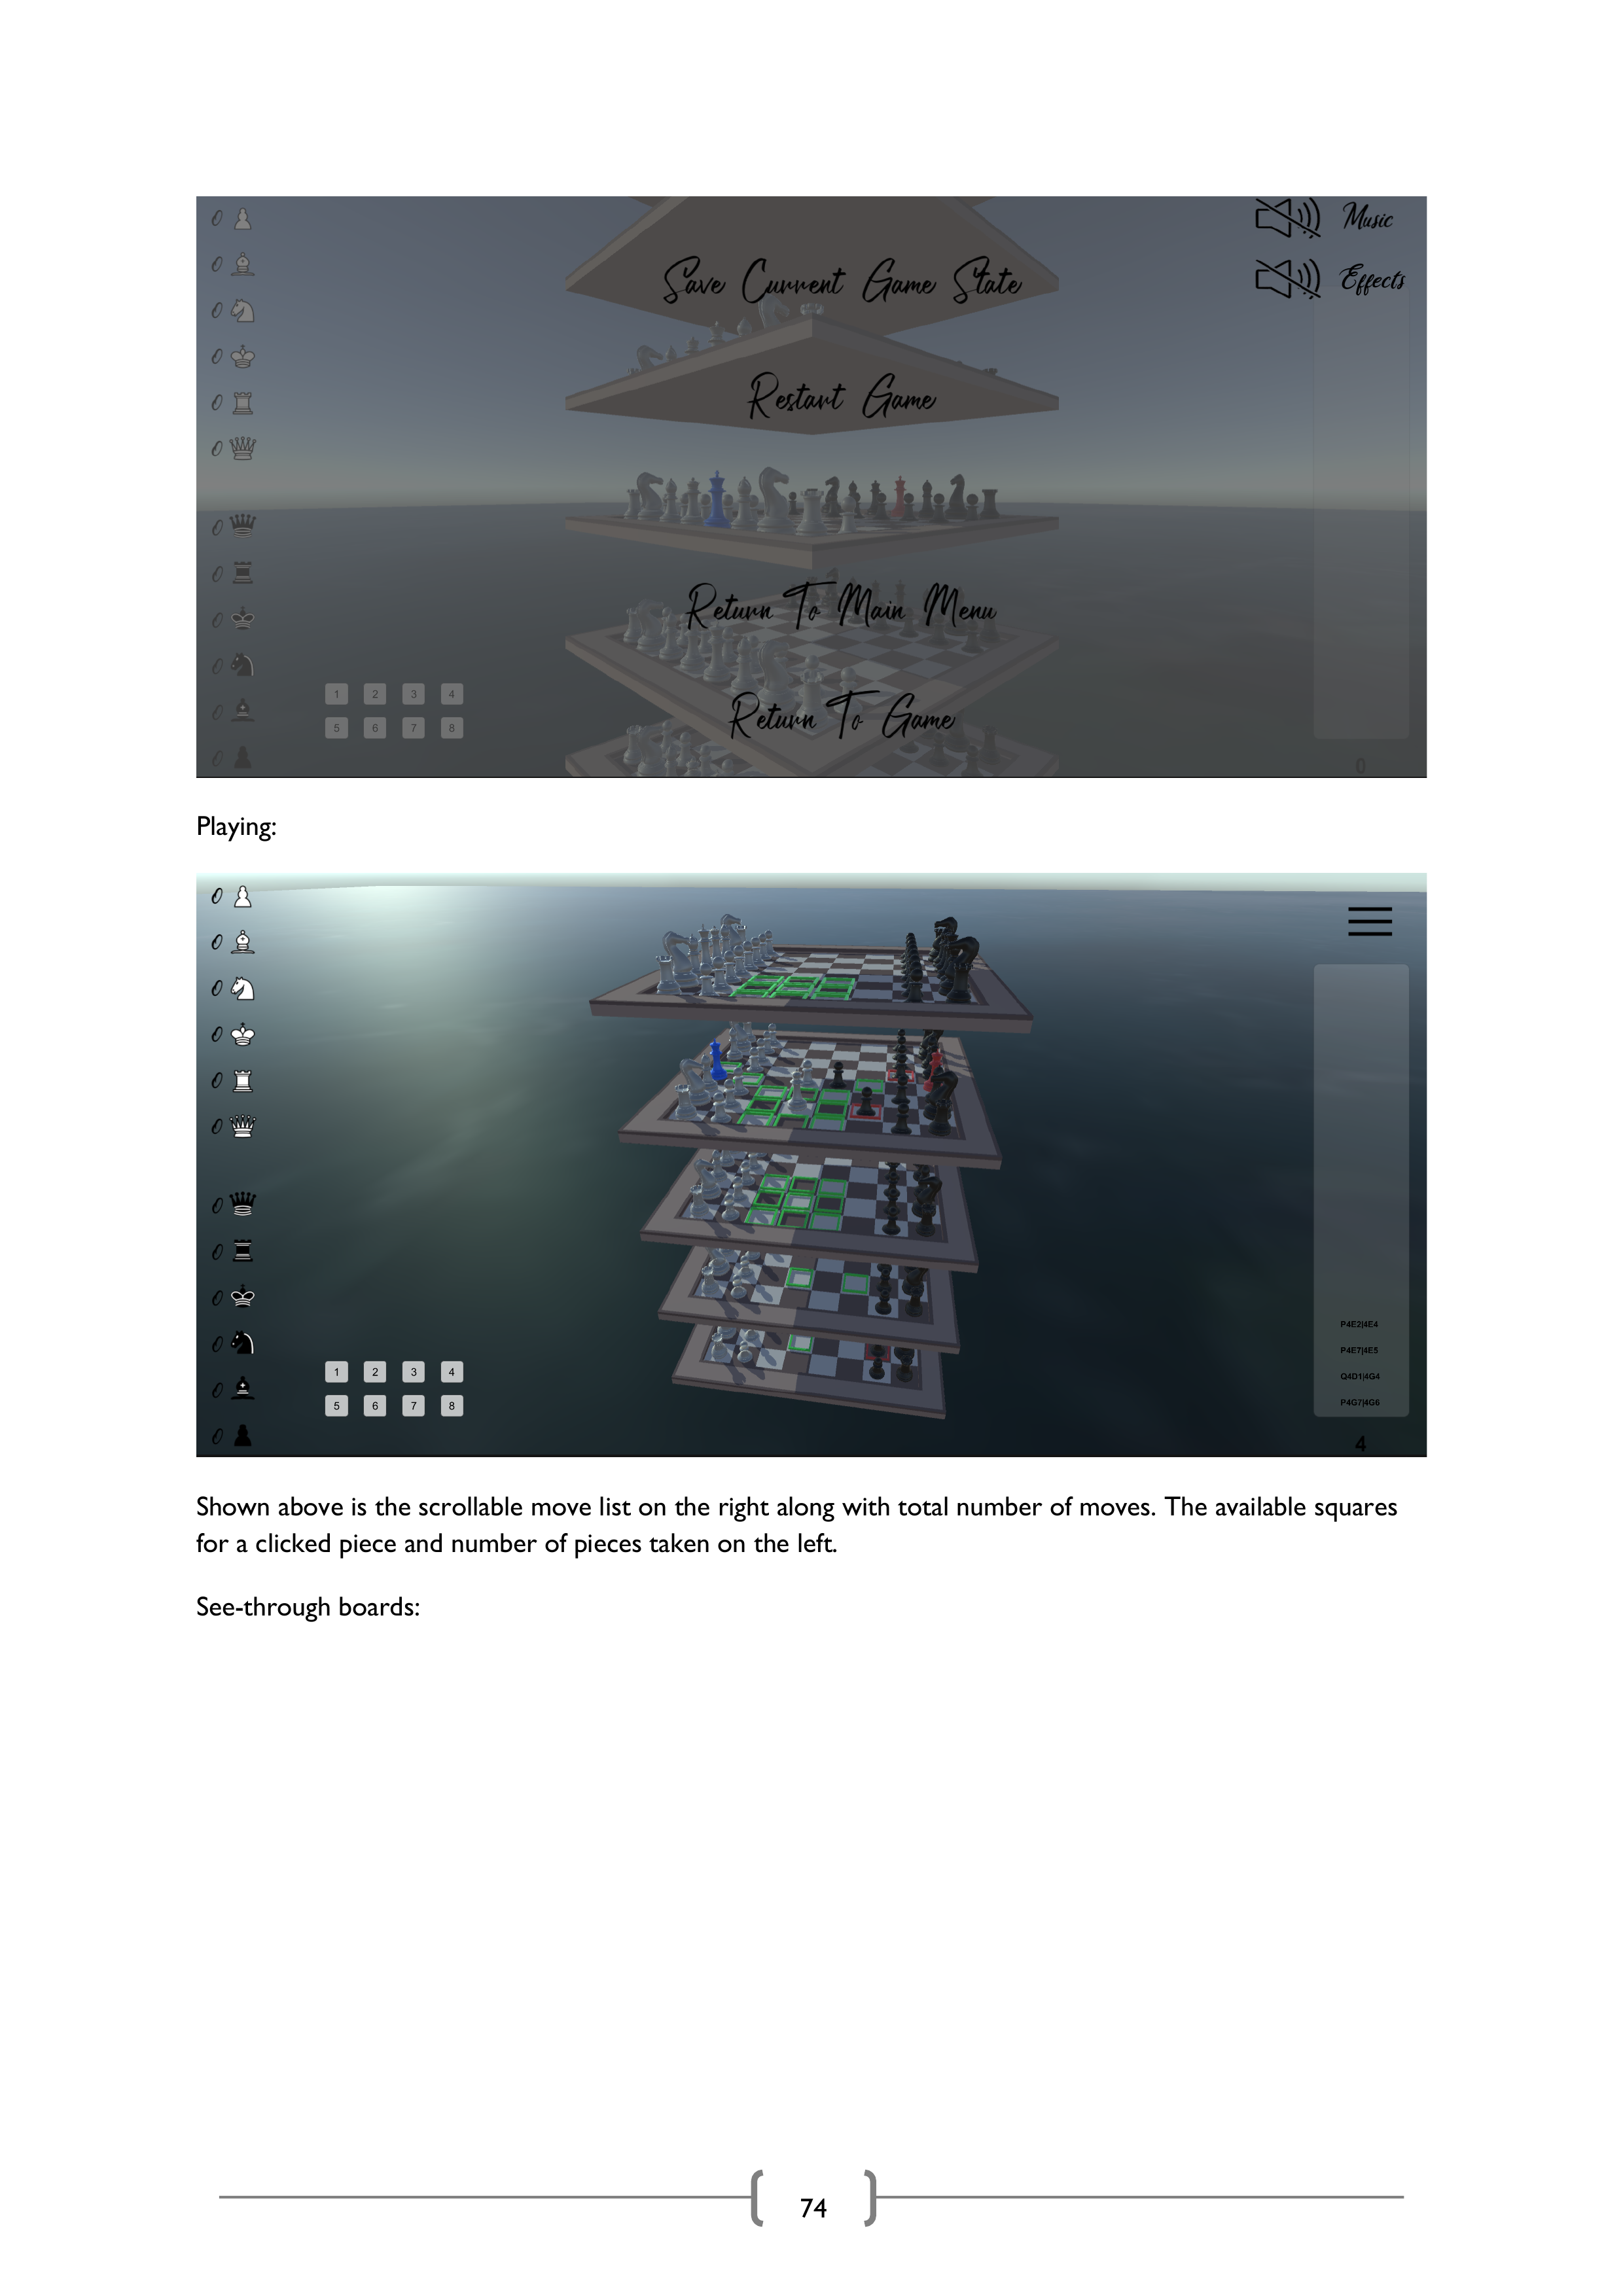 0
Music
Save Current Game State
0
Effects
0
0
Restart Game
0
0
0
0
Return To Main Menu
0
0
1 2 3 4
0
Return To Game
5 6 7 8
0
0
Playing:
0
0
0
0
0
0
0
0
0
P4E2|4E4
0
P4E7|4E5
1 2 3 4
Q4D1|4G4
0
P4G7|4G6
5 6 7 8
0
4
Shown above is the scrollable move list on the right along with total number of moves. The available squares
for a clicked piece and number of pieces taken on the left.
See-through boards:
74